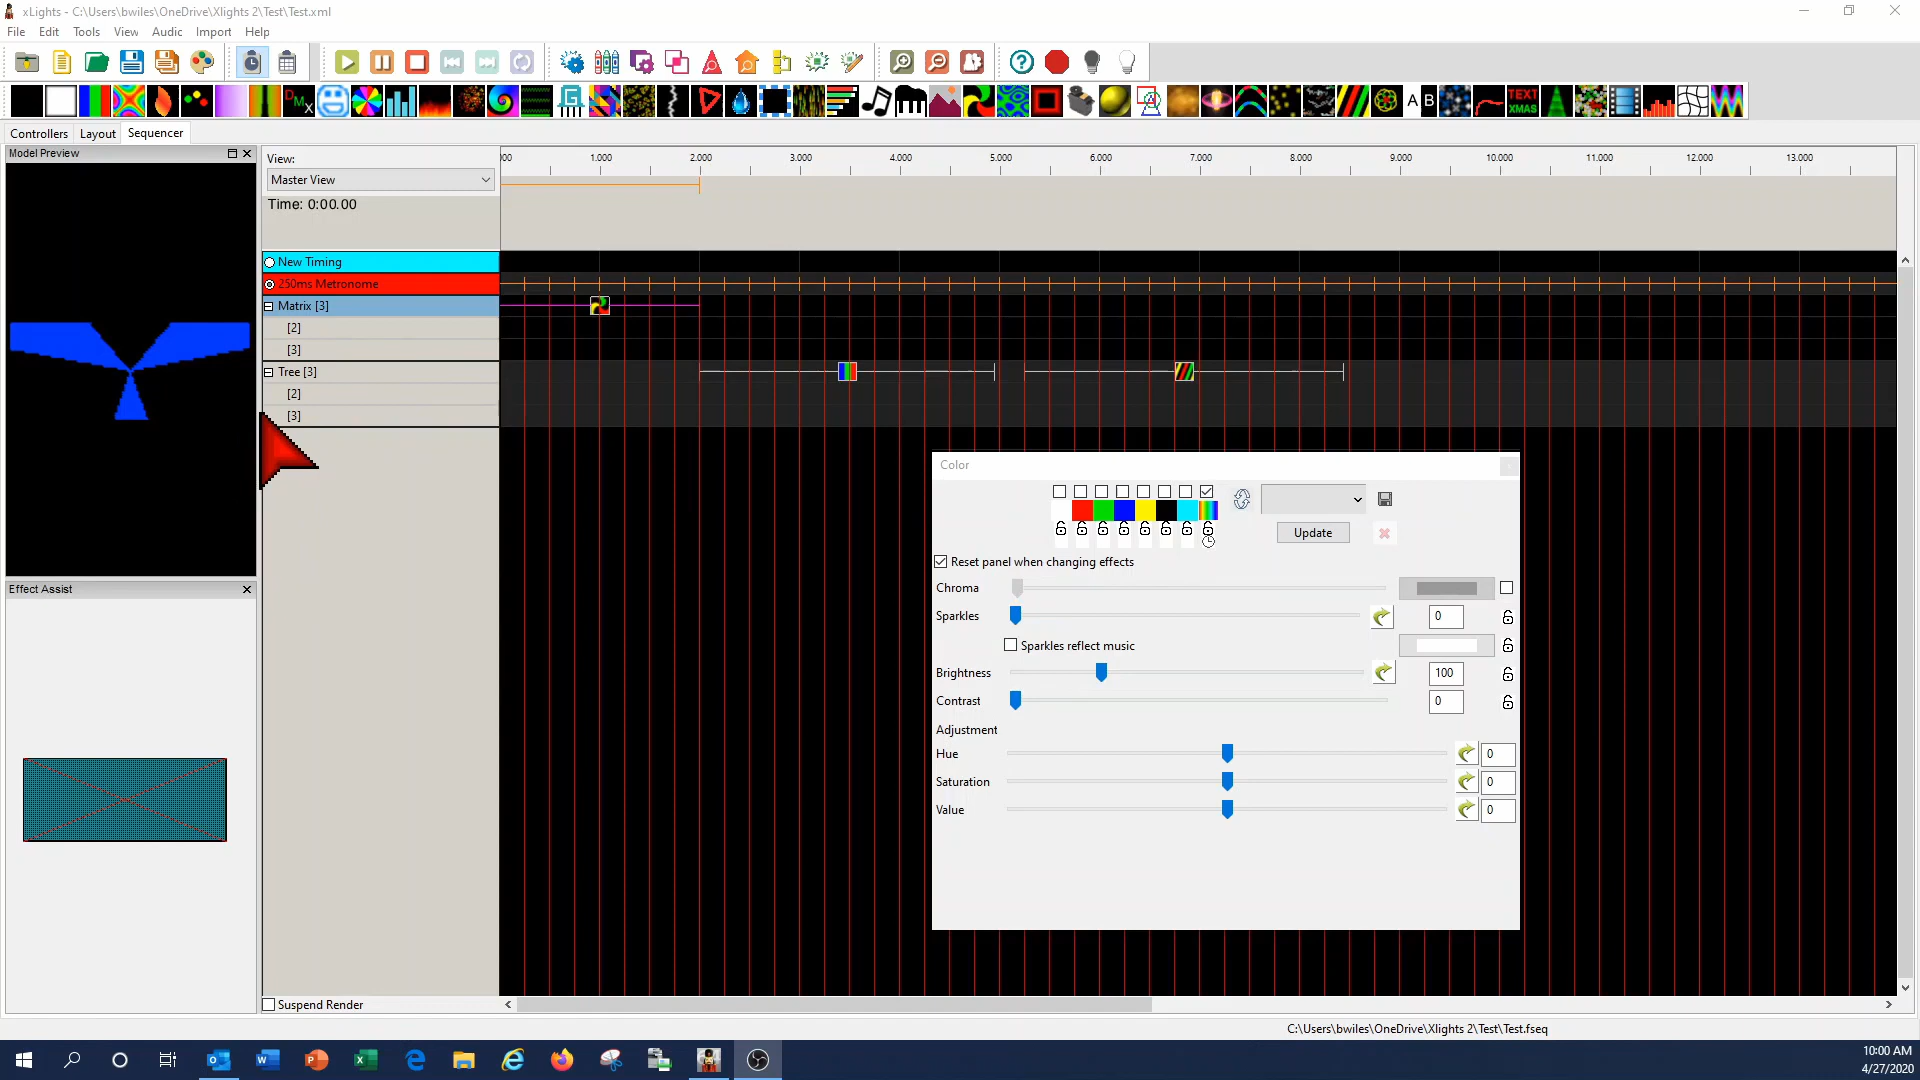 xLights - C:\Users\bwiles\OneDrive\Xlights 2\Test\Test.xml
File Edit Tools View Audio Import Help
DMX
A B
TEXT XMAS
Controllers Layout Sequencer
Model Preview
View:
Master View
Time: 0:00.00
000 1.000 2.000 3.000 4.000 5.000 6.000 7.000 8.000 9.000 10.000 11.000 12.000 13.000
New Timing
250ms Metronome
Matrix [3]
[2]
[3]
Tree [3]
[2]
[3]
Color
Update
Reset panel when changing effects
Chroma
Sparkles 0
Sparkles reflect music
Brightness 100
Contrast 0
Adjustment
Hue 0
Saturation 0
Value 0
Effect Assist
Suspend Render
C:\Users\bwiles\OneDrive\Xlights 2\Test\Test.fseq
10:00 AM
4/27/2020